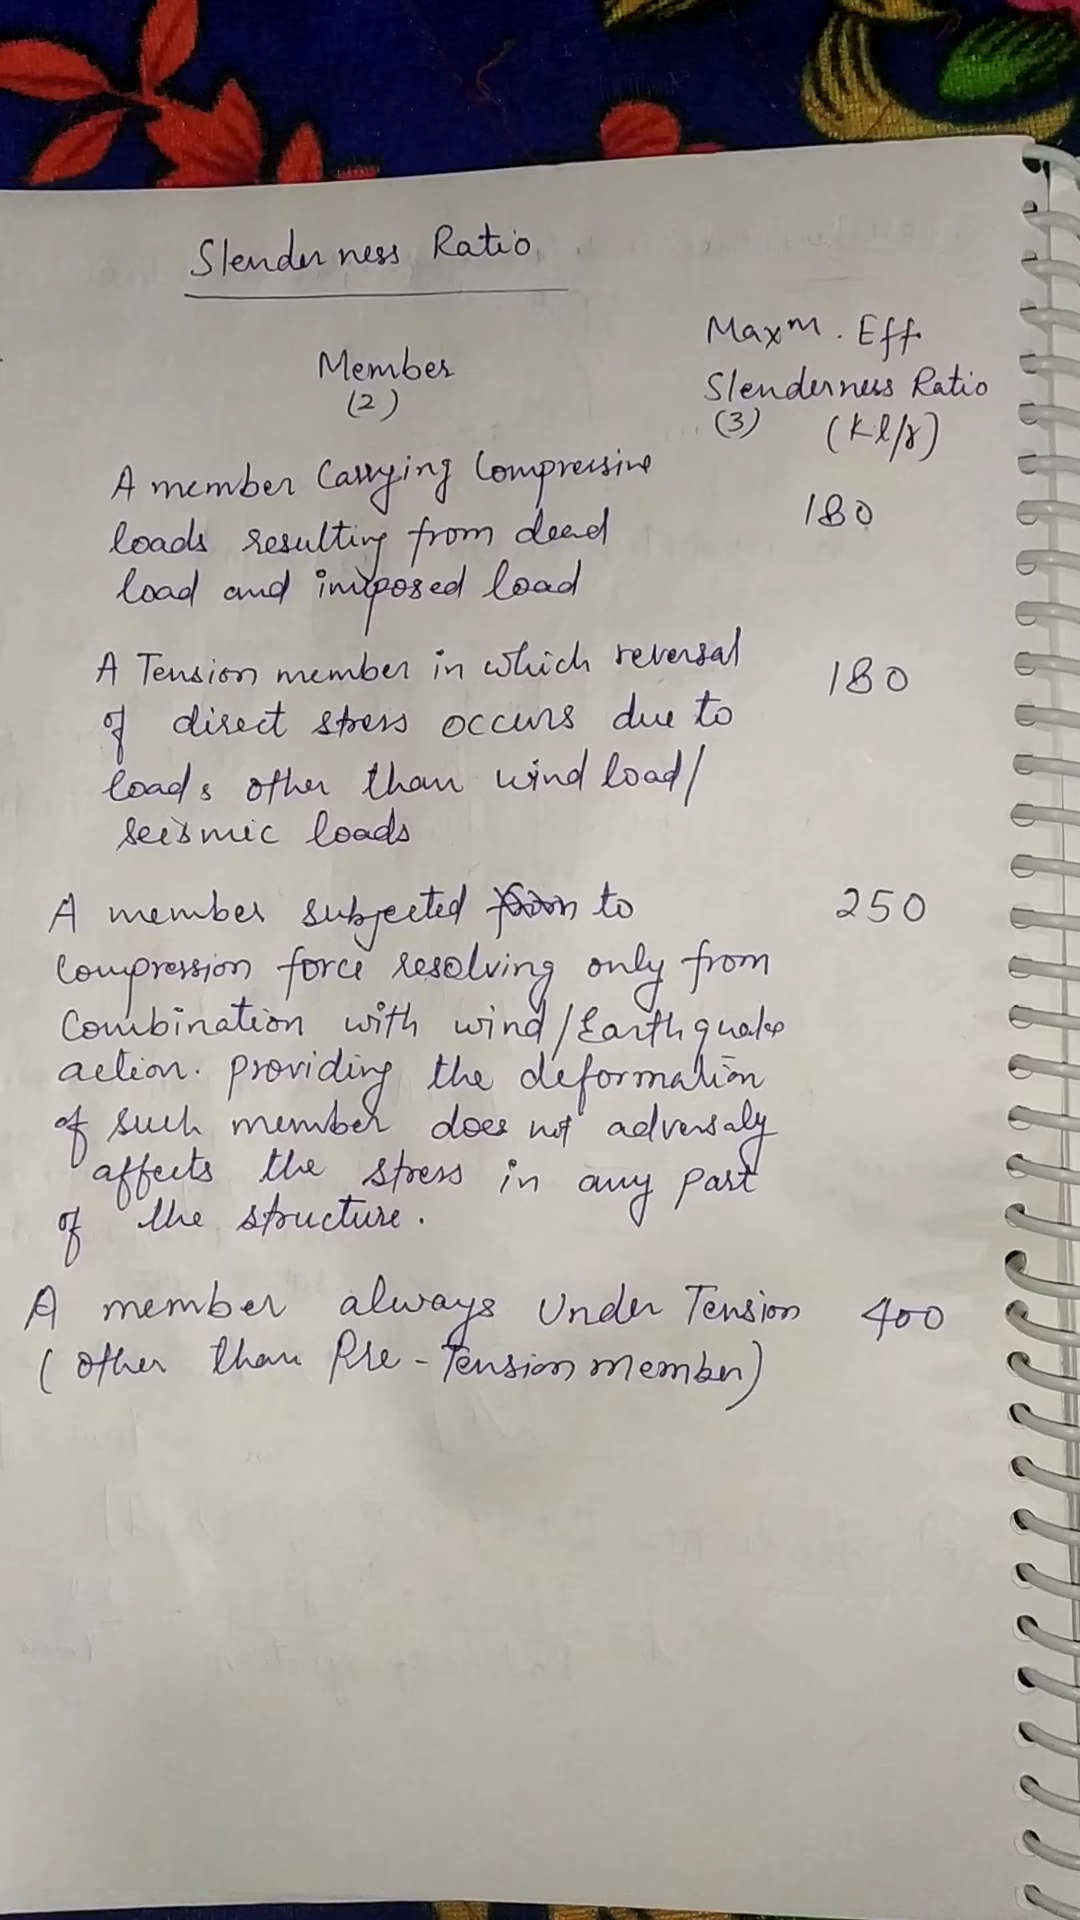 Slenderness Ratio
Member
(2)
Maxm. Eff.
Slenderness Ratio
(3) (Kl/r)
A member Carrying Compressive
loads resulting from dead
load and imposed load
180
A Tension member in which reversal
of direct stress occurs due to
loads other than wind load/
seismic loads
180
A member subjected to
Compression force resolving only from
Combination with wind/Earthquake
action. providing the deformation
of such member does not adversaly
affects the stress in any part
of the structure.
250
A member always Under Tension
(other than Pre-Tension member)
400